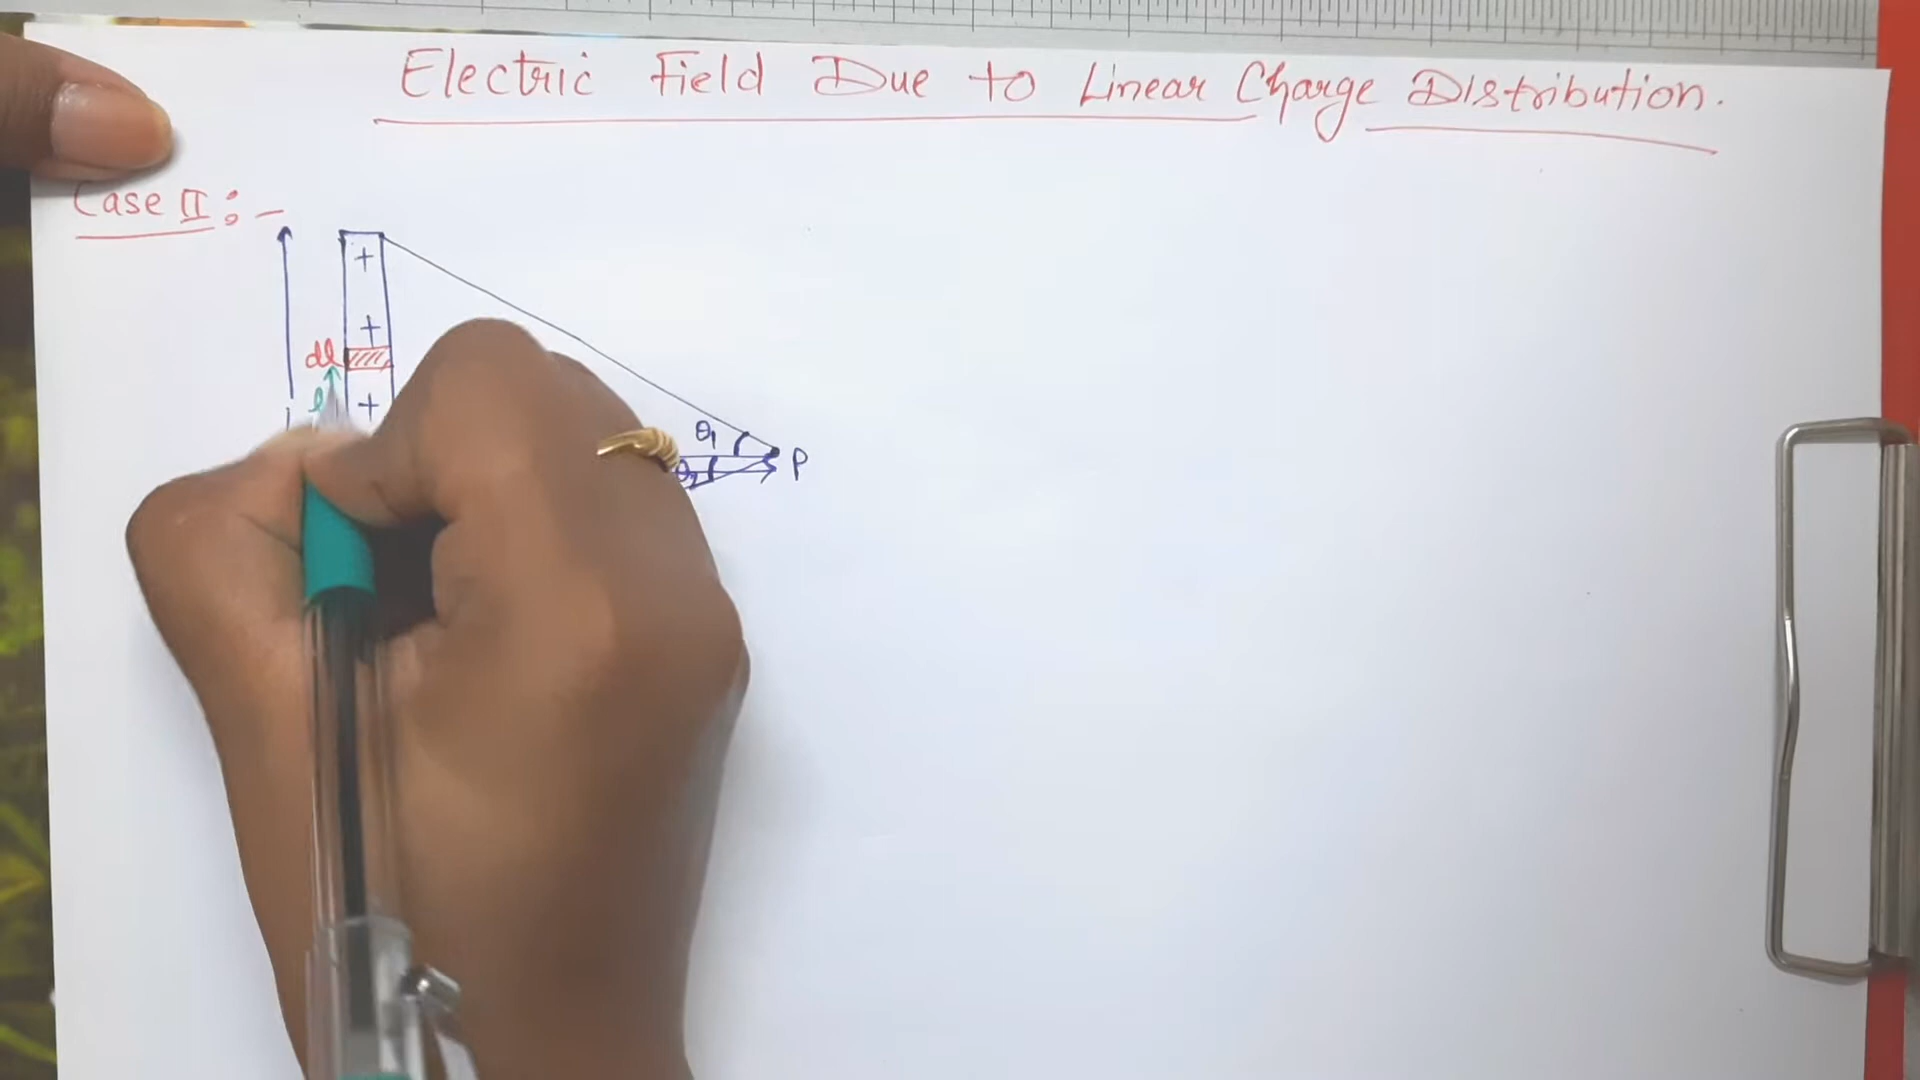 Electric Field Due to Linear Charge Distribution.
Case II :-
+
+
dl
l
+
θ1
P
θ2